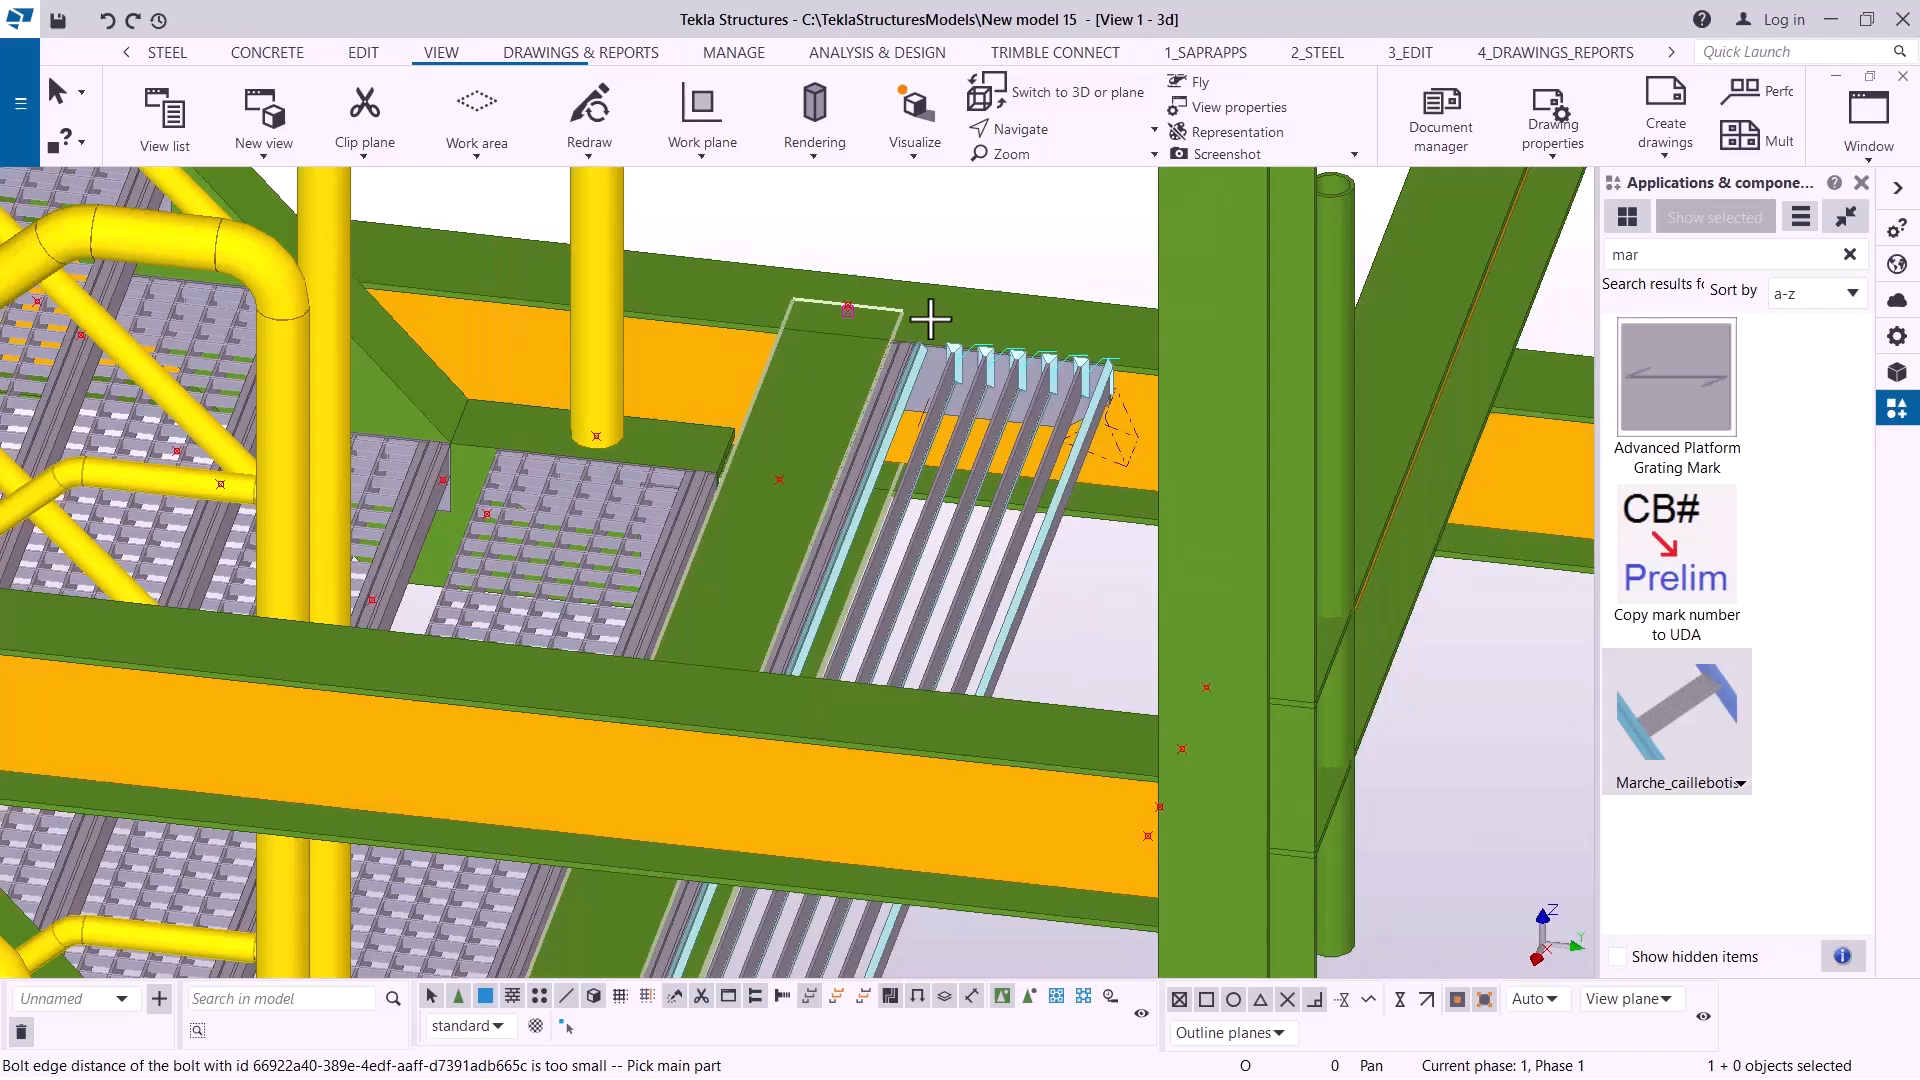 Tekla Structures - C:\TeklaStructuresModels\New model 15 - [View 1 - 3d]
Log in
STEEL CONCRETE EDIT VIEW DRAWINGS & REPORTS MANAGE ANALYSIS & DESIGN TRIMBLE CONNECT 1_SAPRAPPS 2_STEEL 3_EDIT 4_DRAWINGS_REPORTS Quick Launch
View list
New view
Clip plane
Work area
Redraw
Work plane
Rendering
Visualize
Switch to 3D or plane
Navigate
Zoom
Fly
View properties
Representation
Screenshot
Document manager
Drawing properties
Create drawings
Perfc
Mult
Window
Applications & compone...
Show selected
mar
Search results fo
Sort by
a-z
Advanced Platform
Grating Mark
CB#
Prelim
Copy mark number
to UDA
Marche_caillebotis
Z
Y
X
Show hidden items
Unnamed
Search in model
standard
Auto
View plane
Outline planes
Bolt edge distance of the bolt with id 66922a40-389e-4edf-aaff-d7391adb665c is too small -- Pick main part
O 0 Pan Current phase: 1, Phase 1 1 + 0 objects selected